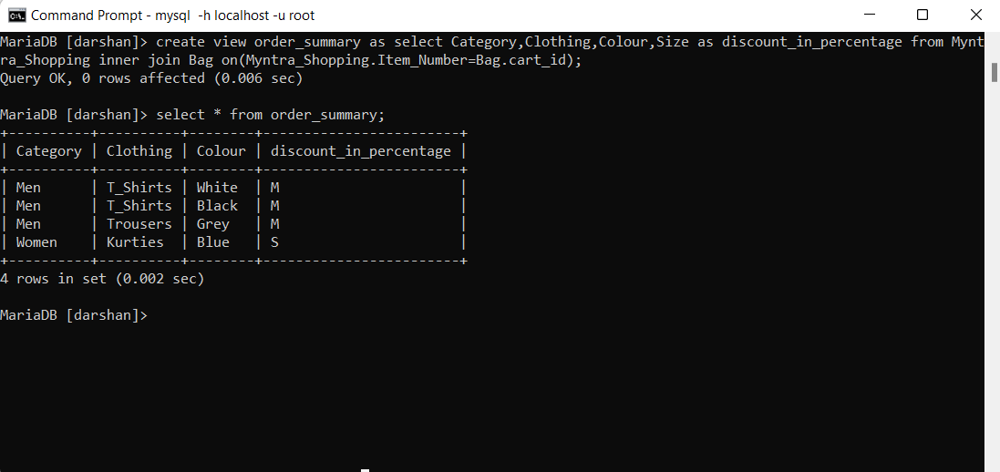 Command Prompt - mysql  -h localhost -u root
MariaDB [darshan]> create view order_summary as select Category,Clothing,Colour,Size as discount_in_percentage from Mynt
ra_Shopping inner join Bag on(Myntra_Shopping.Item_Number=Bag.cart_id);
Query OK, 0 rows affected (0.006 sec)

MariaDB [darshan]> select * from order_summary;
+----------+----------+--------+------------------------+
| Category | Clothing | Colour | discount_in_percentage |
+----------+----------+--------+------------------------+
| Men      | T_Shirts | White  | M                      |
| Men      | T_Shirts | Black  | M                      |
| Men      | Trousers | Grey   | M                      |
| Women    | Kurties  | Blue   | S                      |
+----------+----------+--------+------------------------+
4 rows in set (0.002 sec)

MariaDB [darshan]>